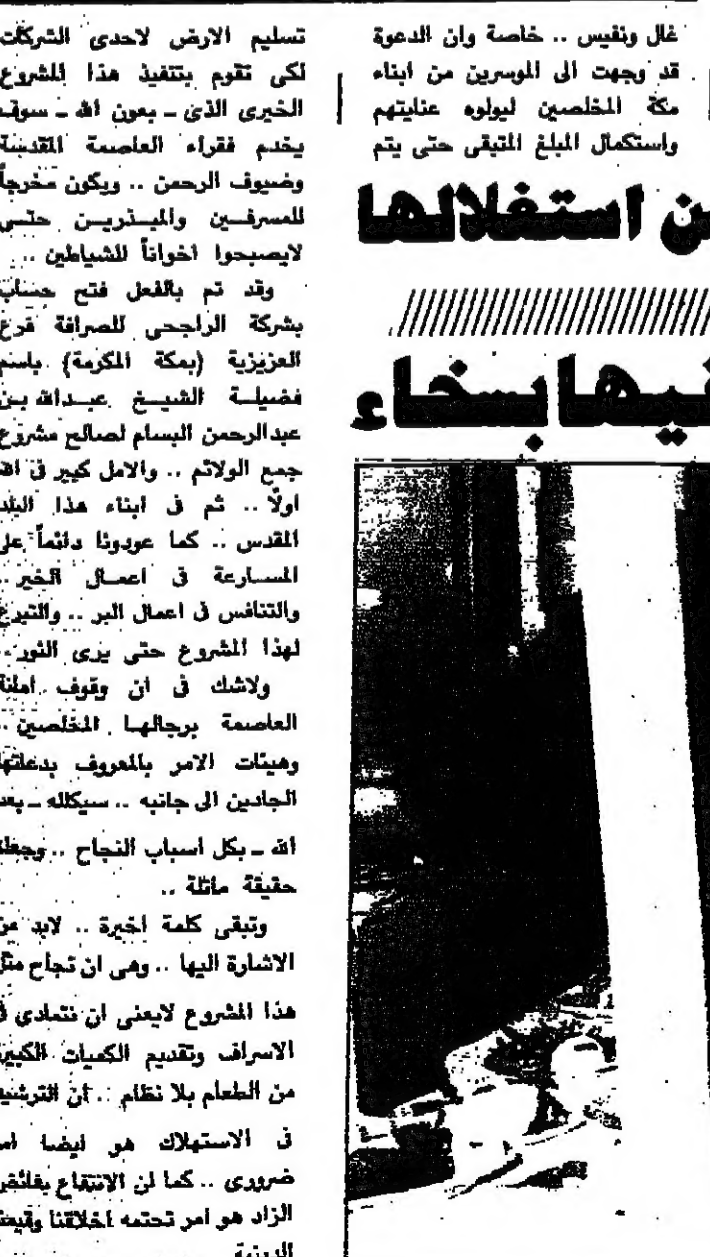 غال ونفيس .. خاصة وان الدعوة
قد وجهت الى الموسرين من ابناء
مكة المخلصين ليولوه عنايتهم
واستكمال المبلغ المتبقى حتى يتم
ن استغلالها
فيها بسخاء
تسليم الارض لاحدى الشركات
لكى تقوم بتنفيذ هذا المشروع
الخيرى الذى ـ بعون الله ـ سوف
يخدم فقراء العاصمة المقدسة
وضيوف الرحمن .. ويكون مخرجاً
للمسرفين والمبذرين حتى
لايصبحوا اخواناً للشياطين ..
وقد تم بالفعل فتح حساب
بشركة الراجحى للصرافة فرع
العزيزية (بمكة المكرمة) باسم
فضيلة الشيخ عبدالله بن
عبدالرحمن البسام لصالح مشروع
جمع الولائم .. والامل كبير فى الله
اولًا .. ثم فى ابناء هذا البلد
المقدس .. كما عودونا دائماً على
المسارعة فى اعمال الخير ..
والتنافس فى اعمال البر .. والتبرع
لهذا المشروع حتى يرى النور ..
ولاشك فى ان وقوف امانة
العاصمة برجالها المخلصين ..
وهيئات الامر بالمعروف بدعاتها
الجادين الى جانبه .. سيكلله ـ بعد
الله ـ بكل اسباب النجاح .. وجعله
حقيقة ماثلة ..
وتبقى كلمة اخيرة .. لابد من
الاشارة اليها .. وهى ان نجاح مثل
هذا المشروع لايعنى ان نتمادى فى
الاسراف وتقديم الكميات الكبيرة
من الطعام بلا نظام .. ان الترشيد
فى الاستهلاك هو ايضا امر
ضرورى .. كما ان الانتفاع بفائض
الزاد هو امر تحتمه اخلاقنا وقيمنا
الدينية